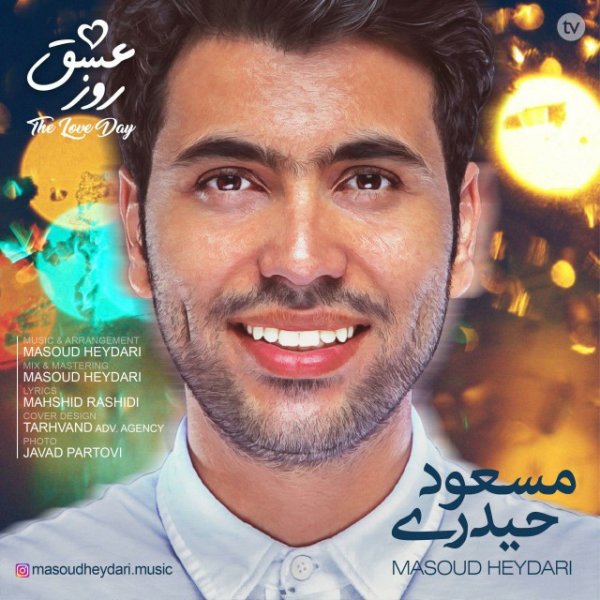 روز عشق
The Love Day
tv
MUSIC & ARRANGEMENT
MASOUD HEYDARI
MIX & MASTERING
MASOUD HEYDARI
LYRICS
MAHSHID RASHIDI
COVER DESIGN
TARHVAND ADV. AGENCY
PHOTO
JAVAD PARTOVI
مسعود
حیدری
MASOUD HEYDARI
masoudheydari.music